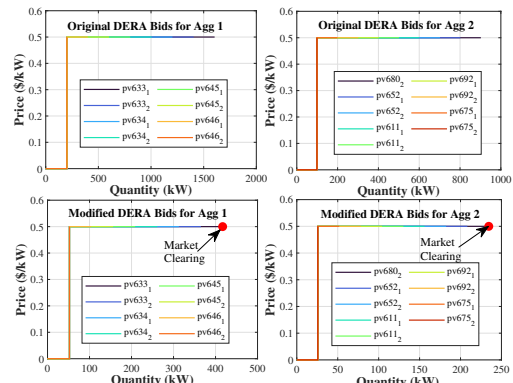 Original DERA Bids for Agg 1
Price ($/kW)
0.6
0.5
0.4
0.3
0.2
0.1
0
pv633₁ pv645₁
pv633₂ pv645₂
pv634₁ pv646₁
pv634₂ pv646₂
0 500 1000 1500 2000
Quantity (kW)
Original DERA Bids for Agg 2
Price ($/kW)
0.6
0.5
0.4
0.3
0.2
0.1
0
pv680₂ pv692₁
pv652₁ pv692₂
pv652₂ pv675₁
pv611₁ pv675₂
pv611₂
0 200 400 600 800 1000
Quantity (kW)
Modified DERA Bids for Agg 1
Price ($/kW)
0.6
0.5
0.4
0.3
0.2
0.1
0
Market
Clearing
pv633₁ pv645₁
pv633₂ pv645₂
pv634₁ pv646₁
pv634₂ pv646₂
0 100 200 300 400 500
Quantity (kW)
Modified DERA Bids for Agg 2
Price ($/kW)
0.6
0.5
0.4
0.3
0.2
0.1
0
Market
Clearing
pv680₂ pv692₁
pv652₁ pv692₂
pv652₂ pv675₁
pv611₁ pv675₂
pv611₂
0 50 100 150 200 250
Quantity (kW)